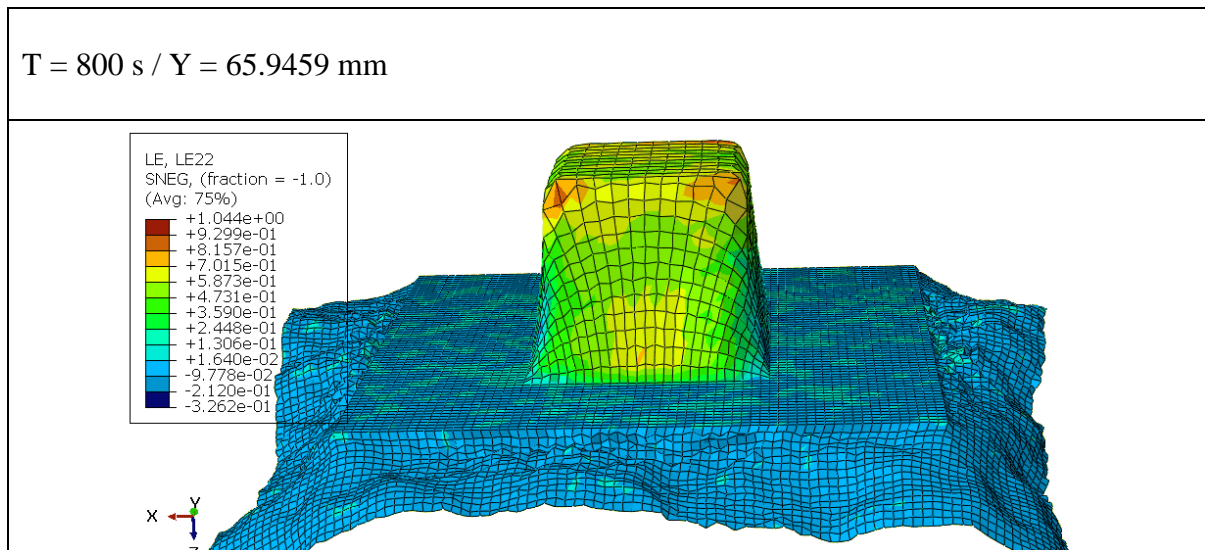 T = 800 s / Y = 65.9459 mm
LE, LE22
SNEG, (fraction = -1.0)
(Avg: 75%)
+1.044e+00
+9.299e-01
+8.157e-01
+7.015e-01
+5.873e-01
+4.731e-01
+3.590e-01
+2.448e-01
+1.306e-01
+1.640e-02
-9.778e-02
-2.120e-01
-3.262e-01
Y
X
Z